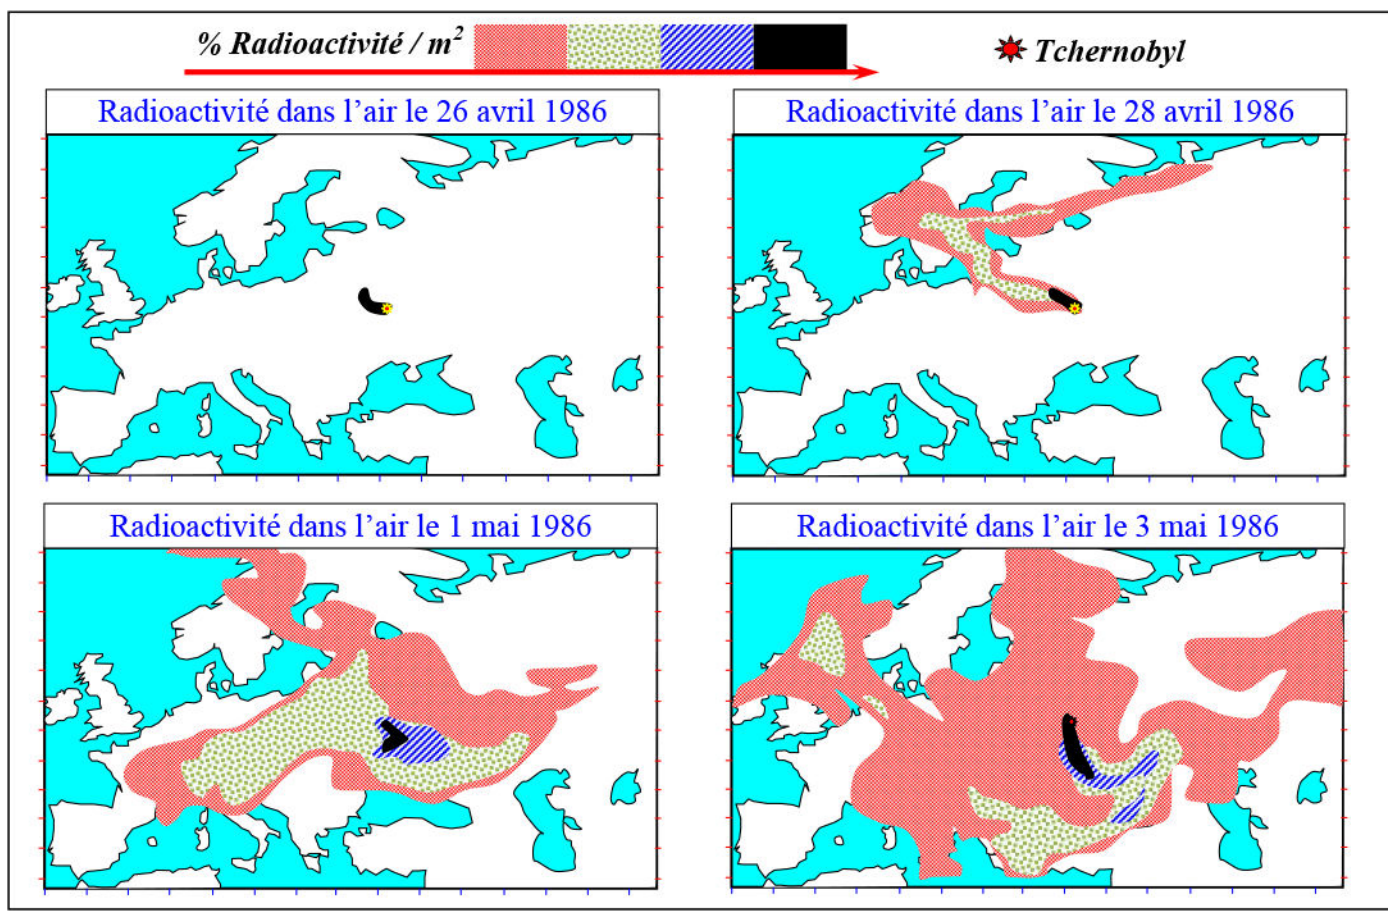 % Radioactivité / m²
Tchernobyl
Radioactivité dans l’air le 26 avril 1986
Radioactivité dans l’air le 28 avril 1986
Radioactivité dans l’air le 1 mai 1986
Radioactivité dans l’air le 3 mai 1986